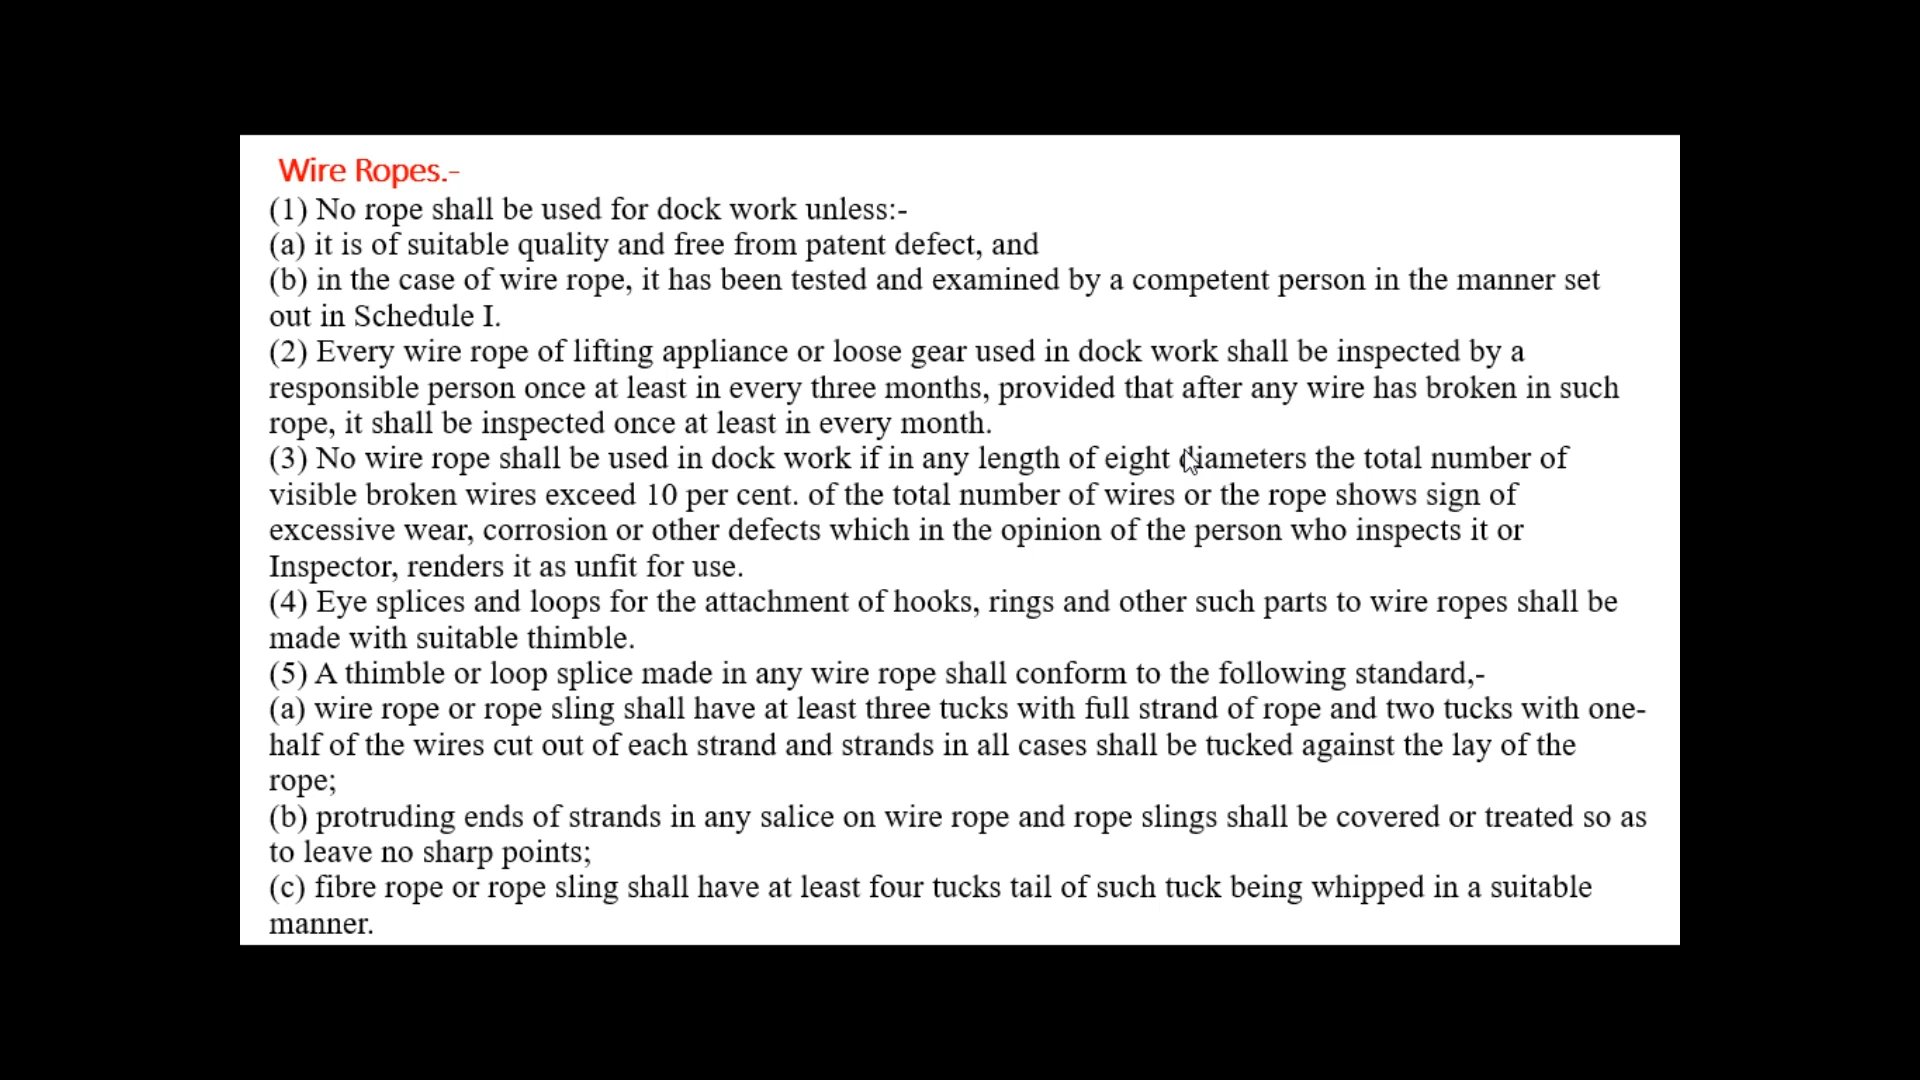 Wire Ropes.-
(1) No rope shall be used for dock work unless:-
(a) it is of suitable quality and free from patent defect, and
(b) in the case of wire rope, it has been tested and examined by a competent person in the manner set
out in Schedule I.
(2) Every wire rope of lifting appliance or loose gear used in dock work shall be inspected by a
responsible person once at least in every three months, provided that after any wire has broken in such
rope, it shall be inspected once at least in every month.
(3) No wire rope shall be used in dock work if in any length of eight diameters the total number of
visible broken wires exceed 10 per cent. of the total number of wires or the rope shows sign of
excessive wear, corrosion or other defects which in the opinion of the person who inspects it or
Inspector, renders it as unfit for use.
(4) Eye splices and loops for the attachment of hooks, rings and other such parts to wire ropes shall be
made with suitable thimble.
(5) A thimble or loop splice made in any wire rope shall conform to the following standard,-
(a) wire rope or rope sling shall have at least three tucks with full strand of rope and two tucks with one-
half of the wires cut out of each strand and strands in all cases shall be tucked against the lay of the
rope;
(b) protruding ends of strands in any salice on wire rope and rope slings shall be covered or treated so as
to leave no sharp points;
(c) fibre rope or rope sling shall have at least four tucks tail of such tuck being whipped in a suitable
manner.